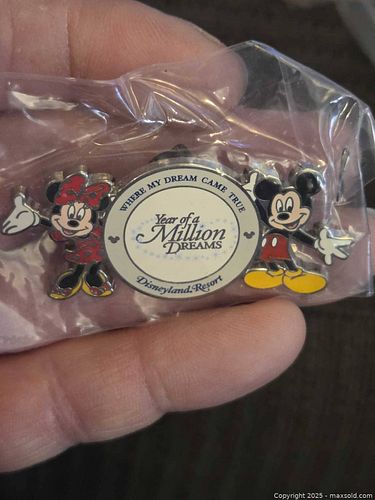 WHERE MY DREAM CAME TRUE
Year of a
Million
DREAMS
Disneyland Resort
Copyright 2025 - maxsold.com